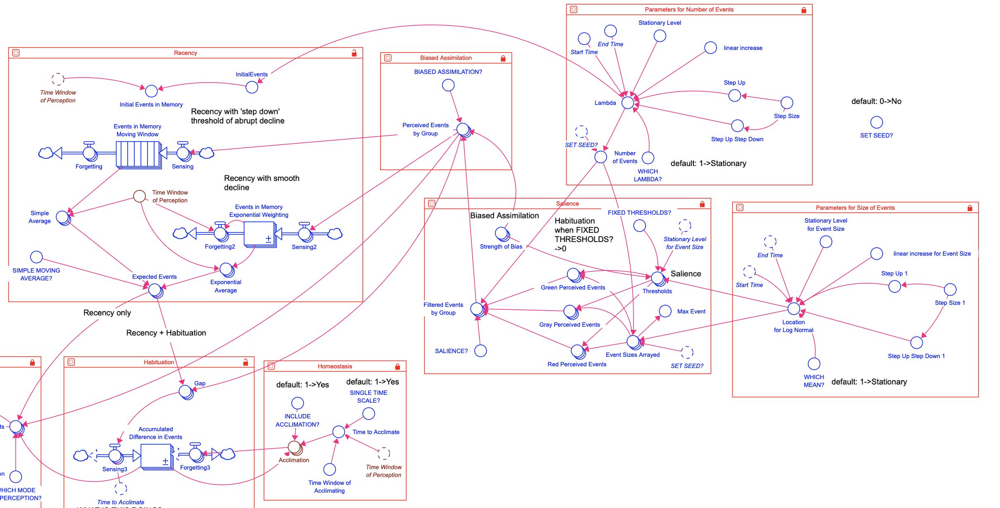 Parameters for Number of Events
Stationary Level
End Time
Start Time
linear increase
Step Up
Lambda
Step Size
Step Up Step Down
SET SEED?
Number
of Events
WHICH
LAMBDA?
default: 1->Stationary
default: 0->No
SET SEED?
Recency
Time Window
of Perception
InitialEvents
Initial Events in Memory
Recency with 'step down'
threshold of abrupt decline
Events in Memory
Moving Window
Forgetting
Sensing
Recency with smooth
decline
Time Window
of Perception
Simple
Average
Events in Memory
Exponential Weighting
Forgetting2
Sensing2
SIMPLE MOVING
AVERAGE?
Expected Events
Exponential
Average
Recency only
Recency + Habituation
Biased Assimilation
BIASED ASSIMILATION?
Perceived Events
by Group
Salience
Biased Assimilation
Habituation
when FIXED
THRESHOLDS?
->0
FIXED THRESHOLDS?
Stationary Level
for Event Size
Strength of Bias
Salience
Green Perceived Events
Thresholds
Filtered Events
by Group
Gray Perceived Events
Max Event
SALIENCE?
Event Sizes Arrayed
Red Perceived Events
SET SEED?
Parameters for Size of Events
Stationary Level
for Event Size
End Time
linear increase for Event Size
Start Time
Step Up 1
Step Size 1
Location
for Log Normal
Step Up Step Down 1
WHICH
MEAN?
default: 1->Stationary
Habituation
Gap
Accumulated
Difference in Events
Sensing3
Forgetting3
Time to Acclimate
WHAT IS THIS DOING?
Homeostasis
default: 1->Yes
default: 1->Yes
SINGLE TIME
SCALE?
INCLUDE
ACCLIMATION?
Time to Acclimate
Acclimation
Time Window
of Perception
Time Window of
Acclimating
ts
on
WHICH MODE
PERCEPTION?